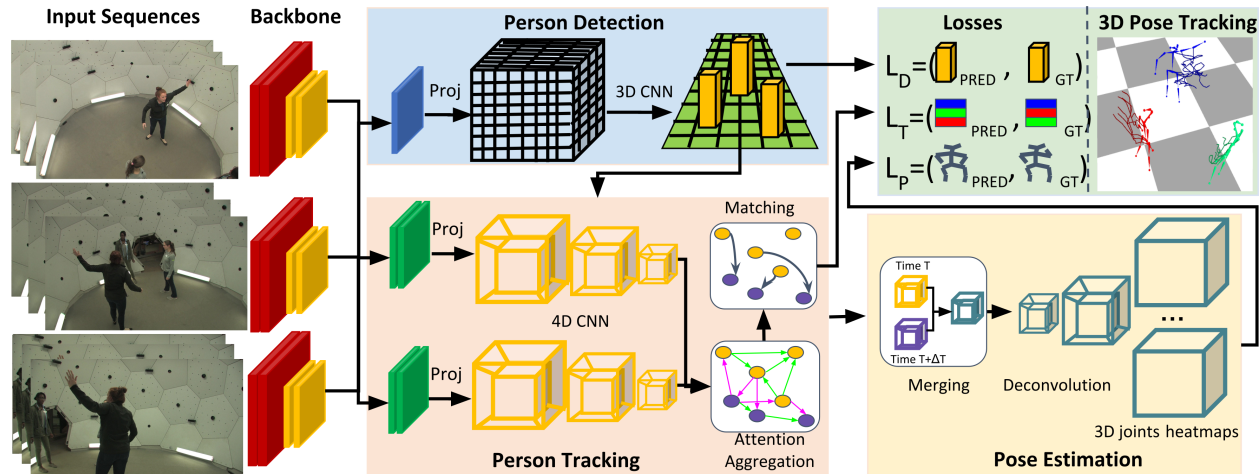 Input Sequences
Backbone
Person Detection
Proj
3D CNN
Losses
3D Pose Tracking
L_D=( PRED , GT)
L_T=( PRED , GT)
L_P=( PRED , GT)
Proj
4D CNN
Proj
Matching
Attention
Aggregation
Person Tracking
Time T
Time T+ΔT
Merging
Deconvolution
...
3D joints heatmaps
Pose Estimation